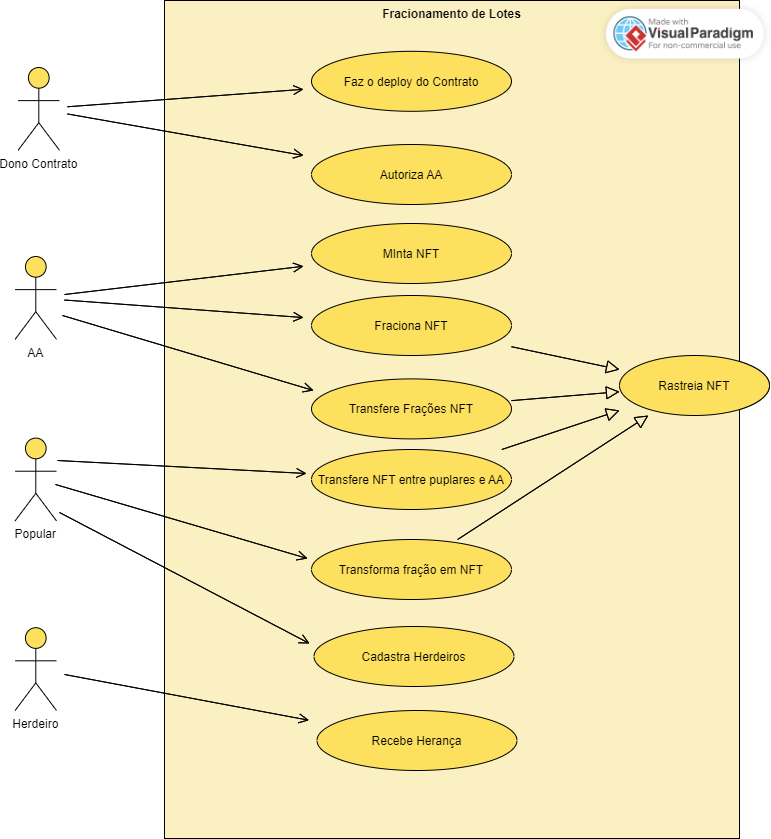 Fracionamento de Lotes
Made with
VisualParadigm
For non-commercial use
Faz o deploy do Contrato
Dono Contrato
Autoriza AA
MInta NFT
Fraciona NFT
AA
Rastreia NFT
Transfere Frações NFT
Transfere NFT entre puplares e AA
Popular
Transforma fração em NFT
Cadastra Herdeiros
Herdeiro
Recebe Herança